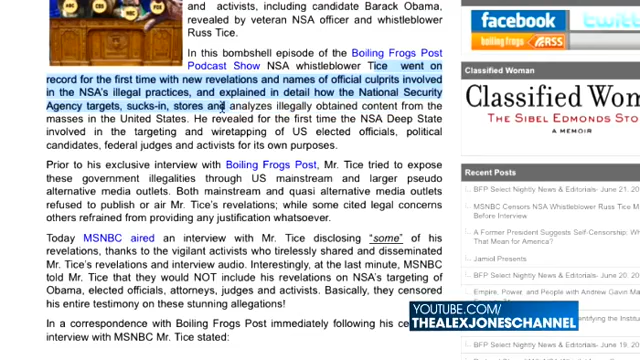 and activists, including candidate Barack Obama,
revealed by veteran NSA officer and whistleblower
Russ Tice.
In this bombshell episode of the Boiling Frogs Post
Podcast Show NSA whistleblower Tice went on
record for the first time with new revelations and names of official culprits involved
in the NSA's illegal practices, and explained in detail how the National Security
Agency targets, sucks-in, stores and analyzes illegally obtained content from the
masses in the United States. He revealed for the first time the NSA Deep State
involved in the targeting and wiretapping of US elected officials, political
candidates, federal judges and activists for its own purposes.
Prior to his exclusive interview with Boiling Frogs Post, Mr. Tice tried to expose
these government illegalities through US mainstream and larger pseudo
alternative media outlets. Both mainstream and quasi alternative media outlets
refused to publish or air Mr. Tice's revelations; while some cited legal concerns
others refrained from providing any justification whatsoever.
Today MSNBC aired an interview with Mr. Tice disclosing "some" of his
revelations, thanks to the vigilant activists who tirelessly shared and disseminated
Mr. Tice's revelations and interview audio. Interestingly, at the last minute, MSNBC
told Mr. Tice that they would NOT include his revelations on NSA's targeting of
Obama, elected officials, attorneys, judges and activists. Basically, they censored
his entire testimony on these stunning allegations!
In a correspondence with Boiling Frogs Post immediately following his
interview with MSNBC Mr. Tice stated:
facebook
twitte
boiling frogs RSS
Classified Woman
Classified Wom
THE SIBEL EDMONDS STO
A MEMOIR
Recent Posts
BFP Select Nightly News & Editorials- June 21, 20
MSNBC Censors NSA Whistleblower Russ Tice M
Before Interview
A Former President Suggests Self-Censorship: Wh
That Mean for America?
Jamiol Presents
BFP Select Nightly News & Editorials- June 20, 20
Empire, Power, and People with Andrew Gavin Ma
entifying the Institu
BFP Select Nightly News & Editorials- June 19, 20
YOUTUBE.COM/
THEALEXJONESCHANNEL